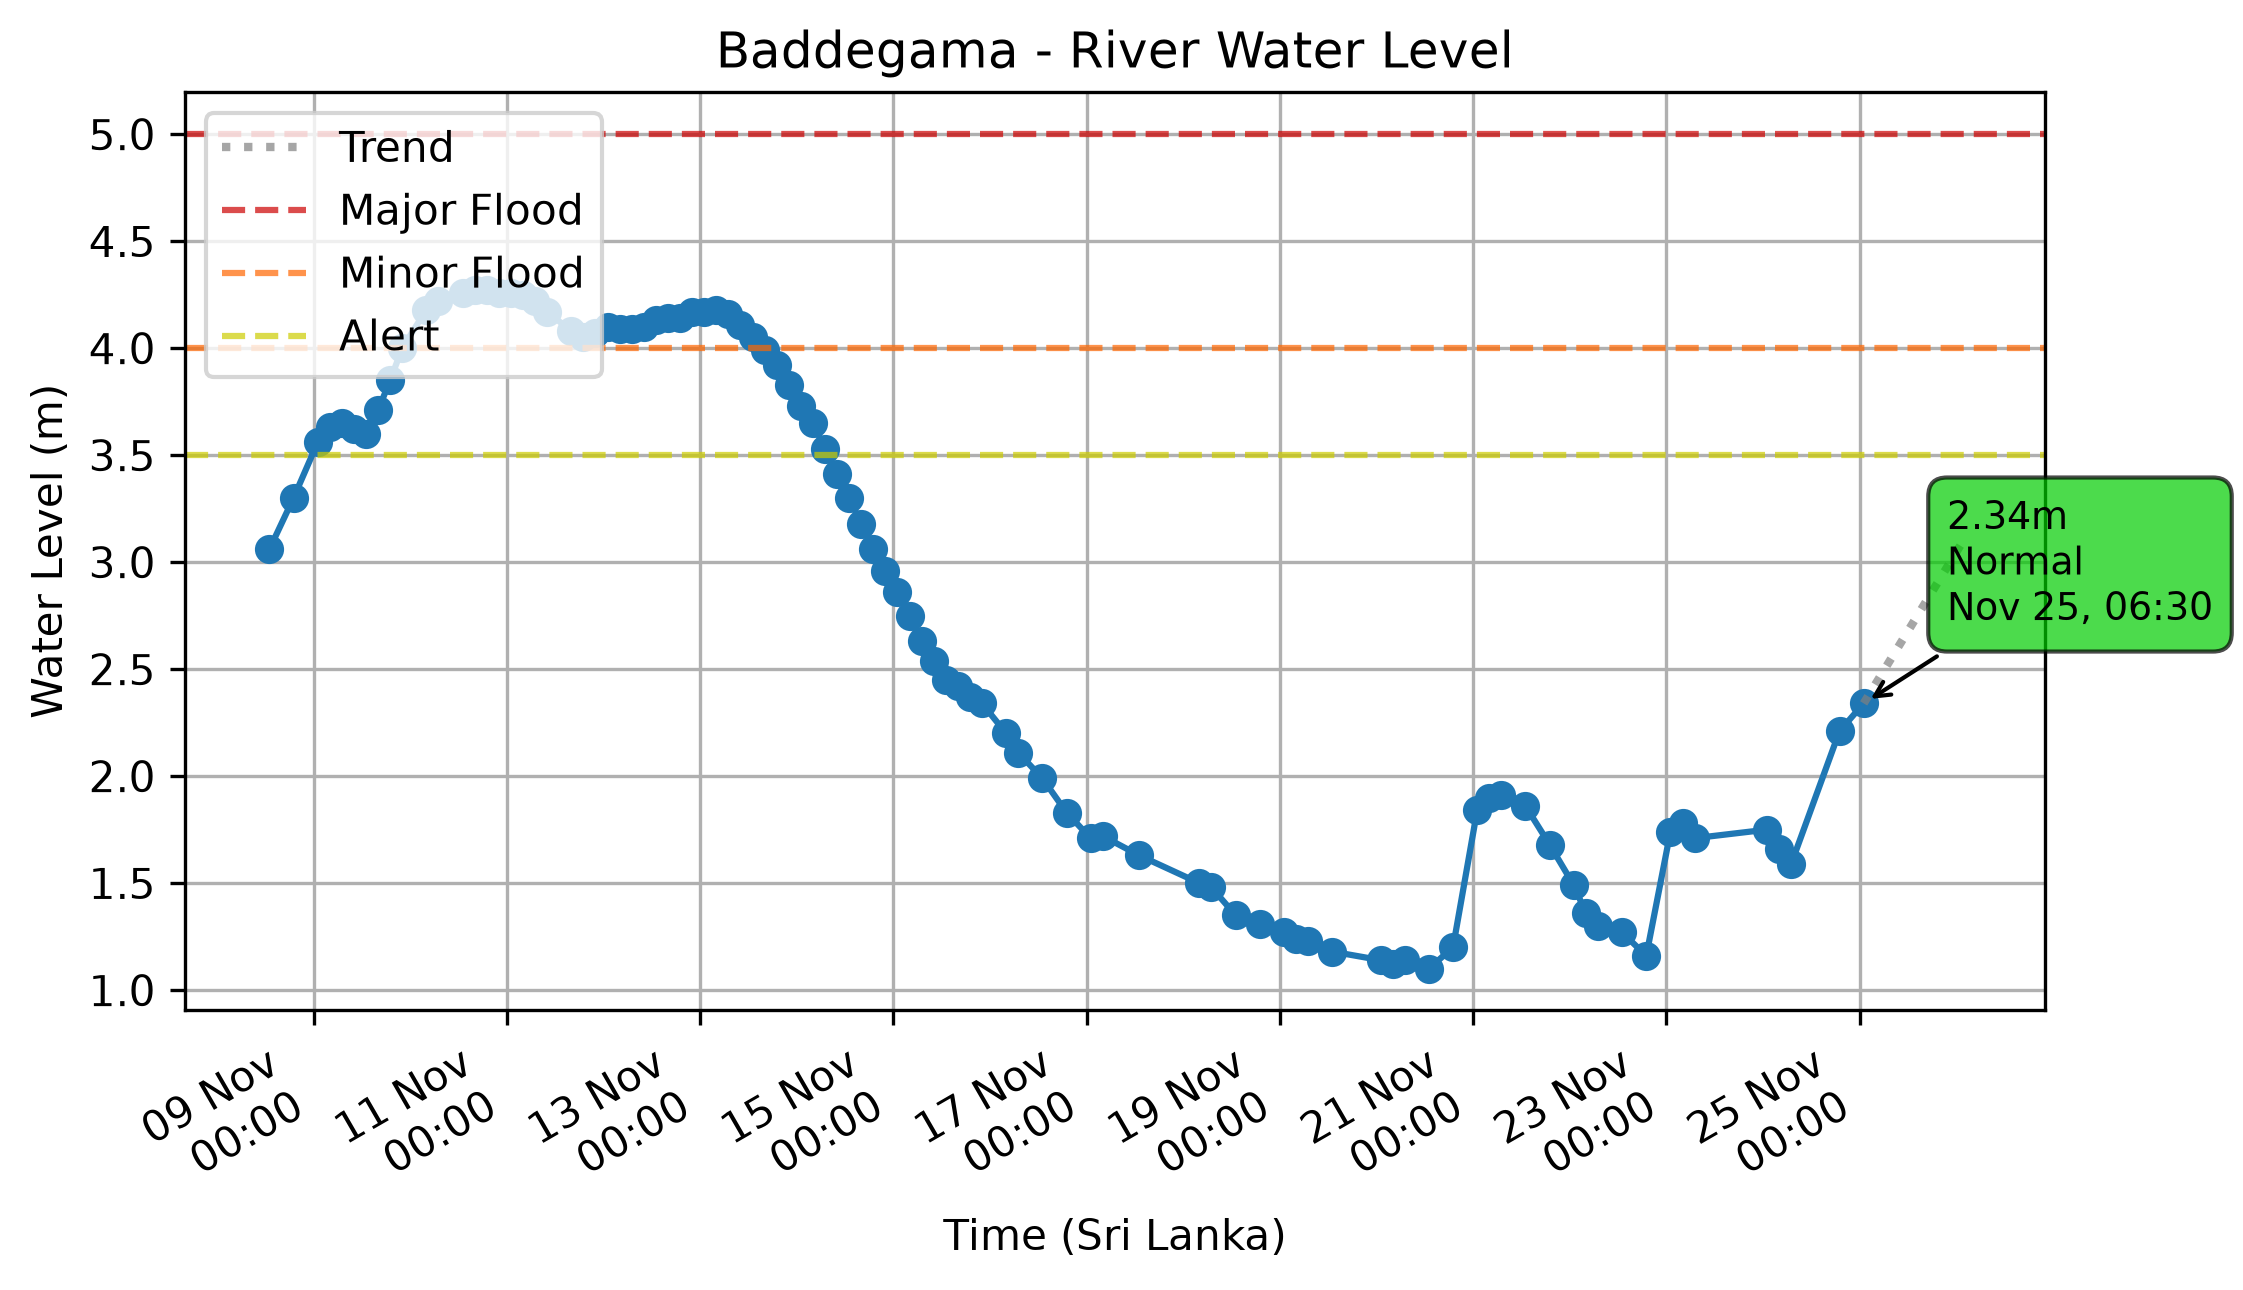 Baddegama - River Water Level
Water Level (m)
5.0
4.5
4.0
3.5
3.0
2.5
2.0
1.5
1.0
Trend
Major Flood
Minor Flood
Alert
2.34m
Normal
Nov 25, 06:30
09 Nov
00:00
11 Nov
00:00
13 Nov
00:00
15 Nov
00:00
17 Nov
00:00
19 Nov
00:00
21 Nov
00:00
23 Nov
00:00
25 Nov
00:00
Time (Sri Lanka)